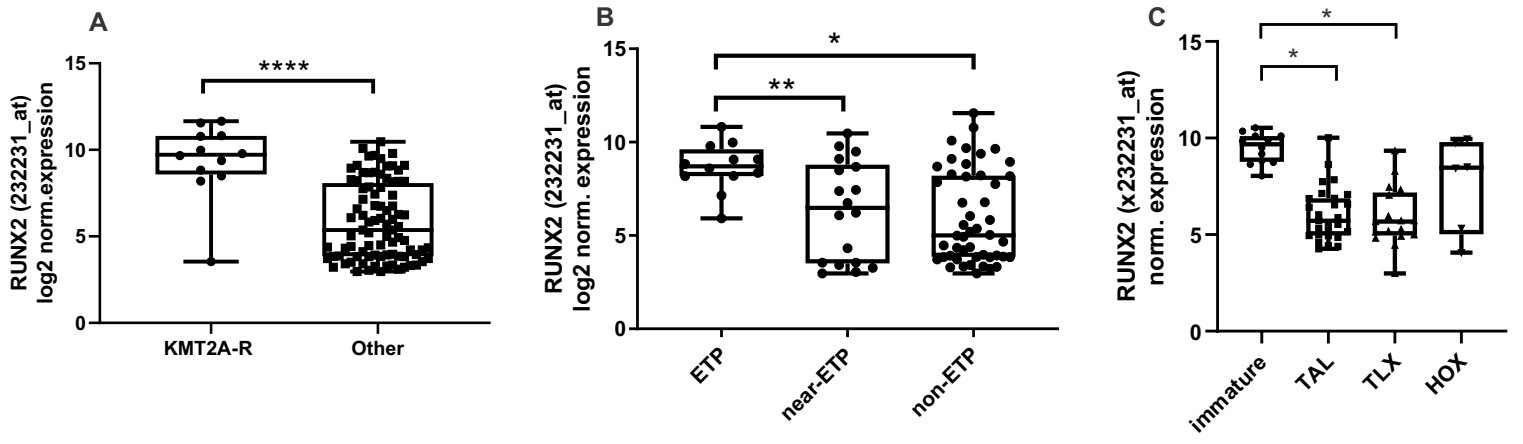 A
RUNX2 (232231_at)
log2 norm.expression
15
10
5
0
****
KMT2A-R
Other
B
RUNX2 (232231_at)
log2 norm.expression
15
10
5
0
*
**
ETP
near-ETP
non-ETP
C
RUNX2 (x232231_at)
norm. expression
15
10
5
0
*
*
immature
TAL
TLX
HOX